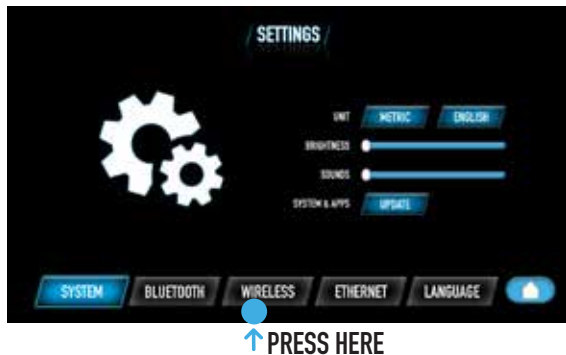 / SETTINGS /
UNIT METRIC ENGLISH
BRIGHTNESS
SOUNDS
SYSTEM & APPS UPDATE
SYSTEM BLUETOOTH WIRELESS ETHERNET LANGUAGE
↑ PRESS HERE